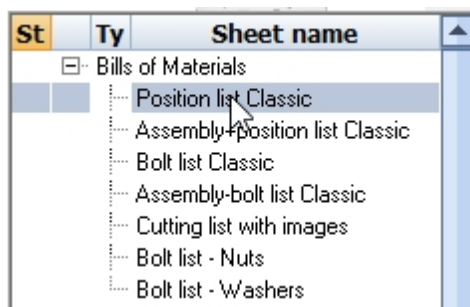 St Ty Sheet name
Bills of Materials
Position list Classic
Assembly+position list Classic
Bolt list Classic
Assembly-bolt list Classic
Cutting list with images
Bolt list - Nuts
Bolt list - Washers